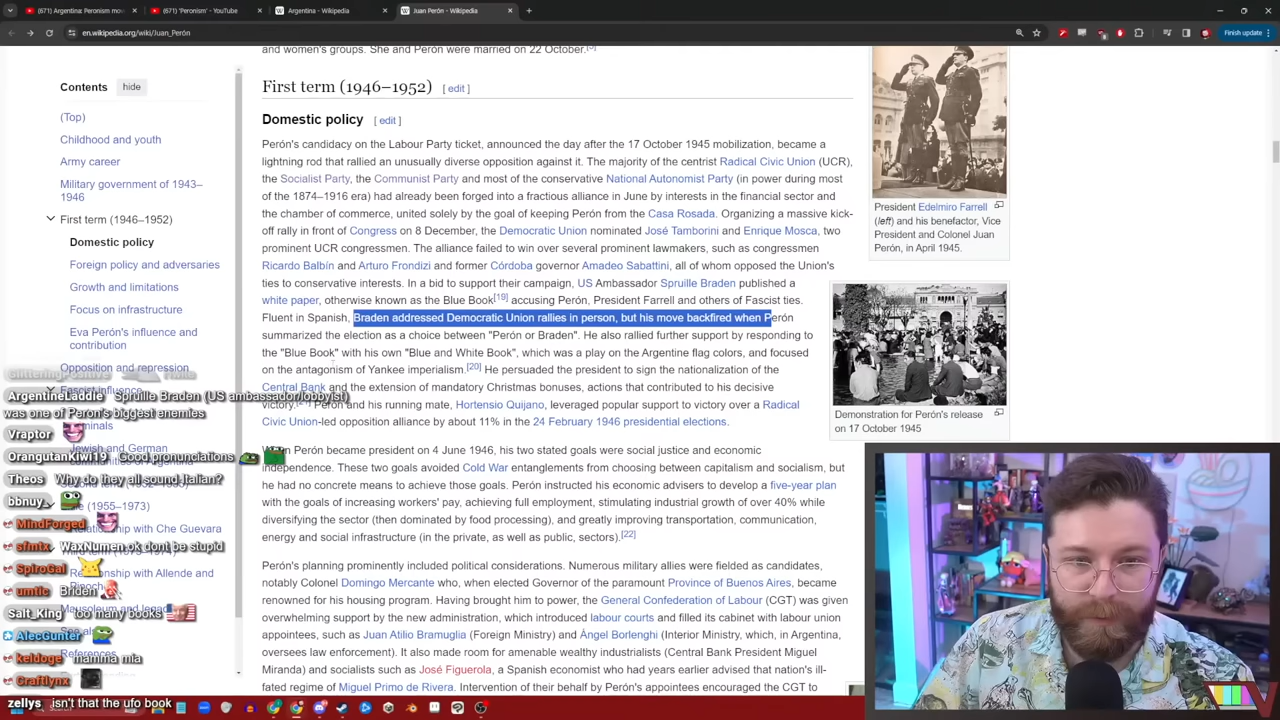 (671) Argentina: Peronism mov
(671) 'Peronism' - YouTube
Argentina - Wikipedia
Juan Perón - Wikipedia
en.wikipedia.org/wiki/Juan_Perón
Finish update
Contents
hide
(Top)
Childhood and youth
Army career
Military government of 1943–
1946
First term (1946–1952)
Domestic policy
Foreign policy and adversaries
Growth and limitations
Focus on infrastructure
Eva Perón's influence and
contribution
Opposition and repression
Fascist influence
Jewish and German
Relationship with Che Guevara
Relationship with Allende and
Mausoleum and legacy
References
and women's groups. She and Perón were married on 22 October.
First term (1946–1952) [ edit ]
Domestic policy [ edit ]
Perón's candidacy on the Labour Party ticket, announced the day after the 17 October 1945 mobilization, became a
lightning rod that rallied an unusually diverse opposition against it. The majority of the centrist Radical Civic Union (UCR),
the Socialist Party, the Communist Party and most of the conservative National Autonomist Party (in power during most
of the 1874–1916 era) had already been forged into a fractious alliance in June by interests in the financial sector and
the chamber of commerce, united solely by the goal of keeping Perón from the Casa Rosada. Organizing a massive kick-
off rally in front of Congress on 8 December, the Democratic Union nominated José Tamborini and Enrique Mosca, two
prominent UCR congressmen. The alliance failed to win over several prominent lawmakers, such as congressmen
Ricardo Balbín and Arturo Frondizi and former Córdoba governor Amadeo Sabattini, all of whom opposed the Union's
ties to conservative interests. In a bid to support their campaign, US Ambassador Spruille Braden published a
white paper, otherwise known as the Blue Book[19] accusing Perón, President Farrell and others of Fascist ties.
Fluent in Spanish, Braden addressed Democratic Union rallies in person, but his move backfired when Perón
summarized the election as a choice between "Perón or Braden". He also rallied further support by responding to
the "Blue Book" with his own "Blue and White Book", which was a play on the Argentine flag colors, and focused
on the antagonism of Yankee imperialism.[20] He persuaded the president to sign the nationalization of the
Central Bank and the extension of mandatory Christmas bonuses, actions that contributed to his decisive
victory.[21] Perón and his running mate, Hortensio Quijano, leveraged popular support to victory over a Radical
Civic Union-led opposition alliance by about 11% in the 24 February 1946 presidential elections.
When Perón became president on 4 June 1946, his two stated goals were social justice and economic
independence. These two goals avoided Cold War entanglements from choosing between capitalism and socialism, but
he had no concrete means to achieve those goals. Perón instructed his economic advisers to develop a five-year plan
with the goals of increasing workers' pay, achieving full employment, stimulating industrial growth of over 40% while
diversifying the sector (then dominated by food processing), and greatly improving transportation, communication,
energy and social infrastructure (in the private, as well as public, sectors).[22]
Perón's planning prominently included political considerations. Numerous military allies were fielded as candidates,
notably Colonel Domingo Mercante who, when elected Governor of the paramount Province of Buenos Aires, became
renowned for his housing program. Having brought him to power, the General Confederation of Labour (CGT) was given
overwhelming support by the new administration, which introduced labour courts and filled its cabinet with labour union
appointees, such as Juan Atilio Bramuglia (Foreign Ministry) and Ángel Borlenghi (Interior Ministry, which, in Argentina,
oversees law enforcement). It also made room for amenable wealthy industrialists (Central Bank President Miguel
Miranda) and socialists such as José Figuerola, a Spanish economist who had years earlier advised that nation's ill-
fated regime of Miguel Primo de Rivera. Intervention of their behalf by Perón's appointees encouraged the CGT to
President Edelmiro Farrell
(left) and his benefactor, Vice
President and Colonel Juan
Perón, in April 1945.
Demonstration for Perón's release
on 17 October 1945
ArgentineLaddie Spruille Braden (US ambassador/lobbyist)
was one of Peron's biggest enemies
Vraptor
OrangutanKiwi19 Good pronunciations
Theos Why do they all sound Italian?
bbnuy
MindForged
sfmix WaxNumen ok dont be stupid
SpiroGal
untic Briden
Salt_King too many books
AlecGunter
keldoge mamma mia
Craftlynx
zellys isn't that the ufo book